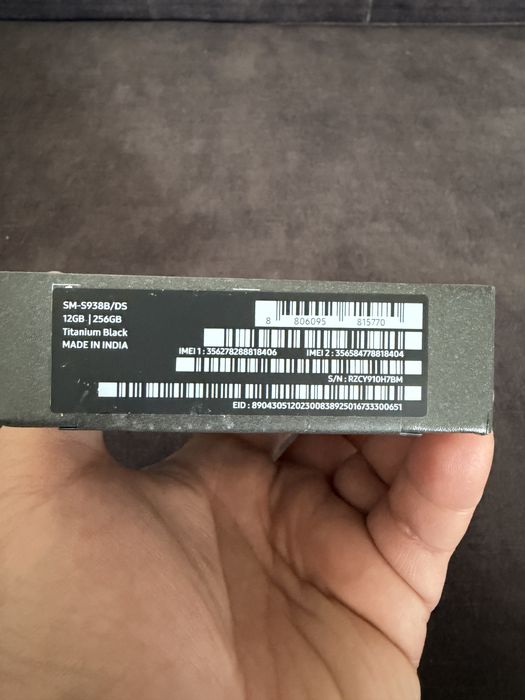 SM-S938B/DS
12GB | 256GB
Titanium Black
MADE IN INDIA
8 806095 815770
IMEI 1 : 356278288818406 IMEI 2 : 356584778818404
S/N : RZCY910H7BM
EID : 89043051202300838925016733300651